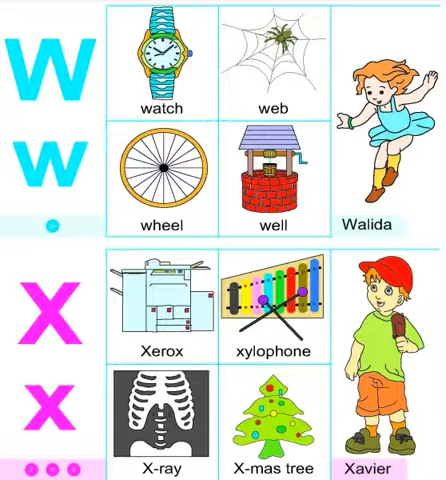 W
w
watch
web
wheel
well
Walida
X
x
Xerox
xylophone
X-ray
X-mas tree
Xavier